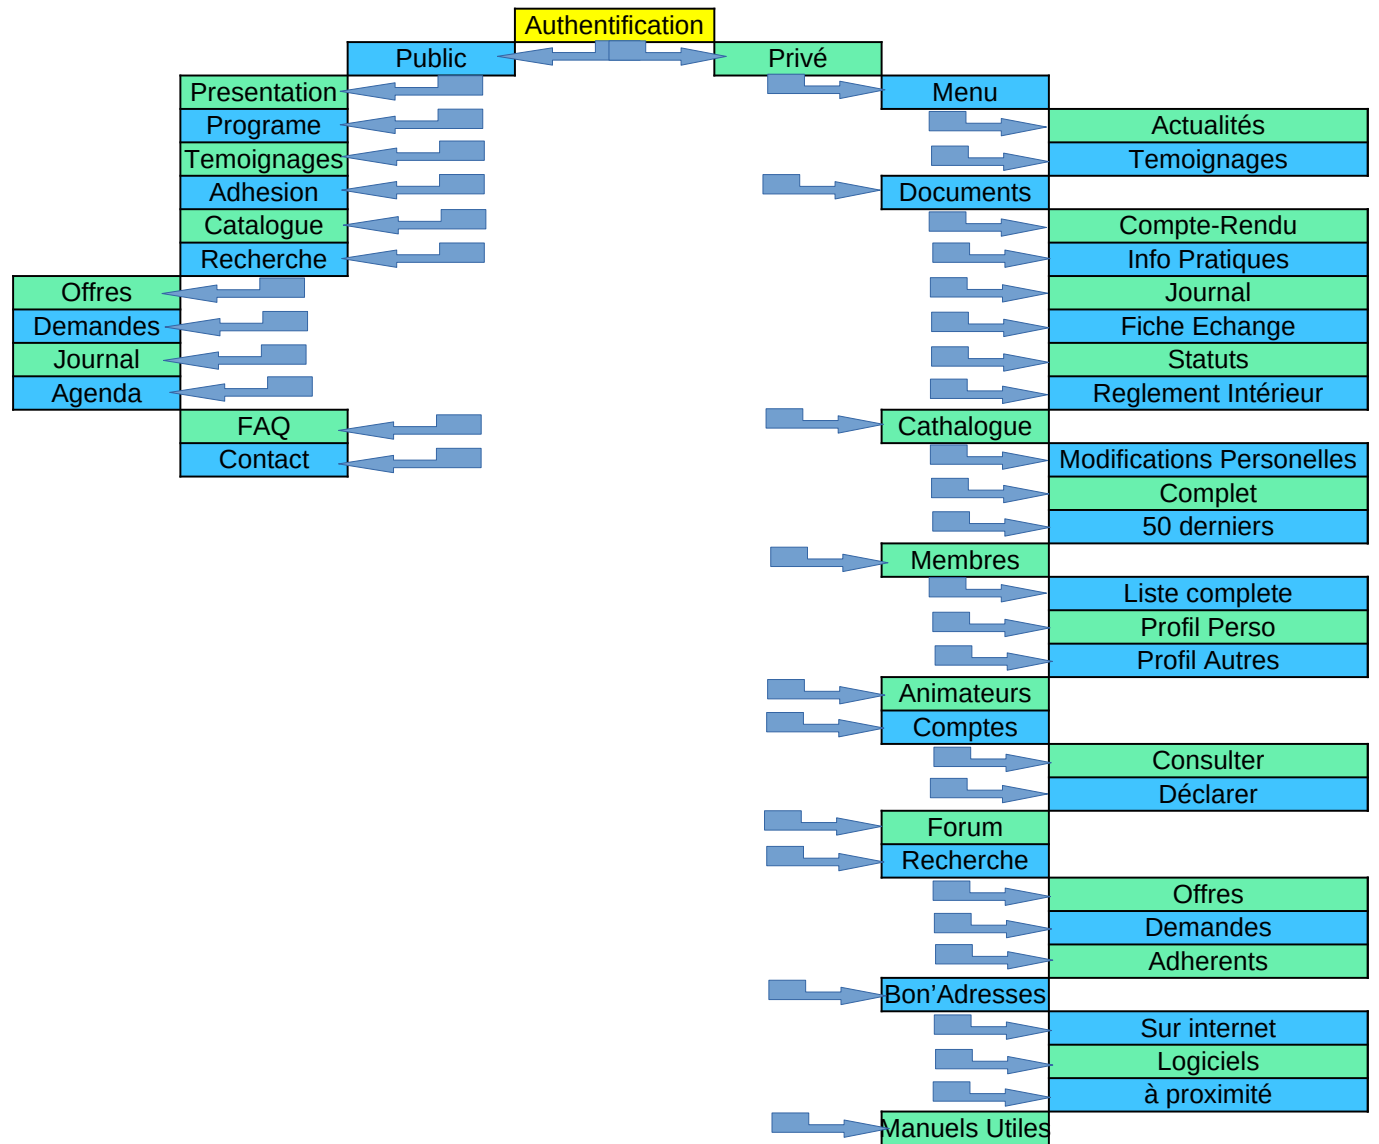 Authentification
Public
Privé
Presentation
Programe
Temoignages
Adhesion
Catalogue
Recherche
Offres
Demandes
Journal
Agenda
FAQ
Contact
Menu
Actualités
Temoignages
Documents
Compte-Rendu
Info Pratiques
Journal
Fiche Echange
Statuts
Reglement Intérieur
Cathalogue
Modifications Personelles
Complet
50 derniers
Membres
Liste complete
Profil Perso
Profil Autres
Animateurs
Comptes
Consulter
Déclarer
Forum
Recherche
Offres
Demandes
Adherents
Bon’Adresses
Sur internet
Logiciels
à proximité
Manuels Utiles